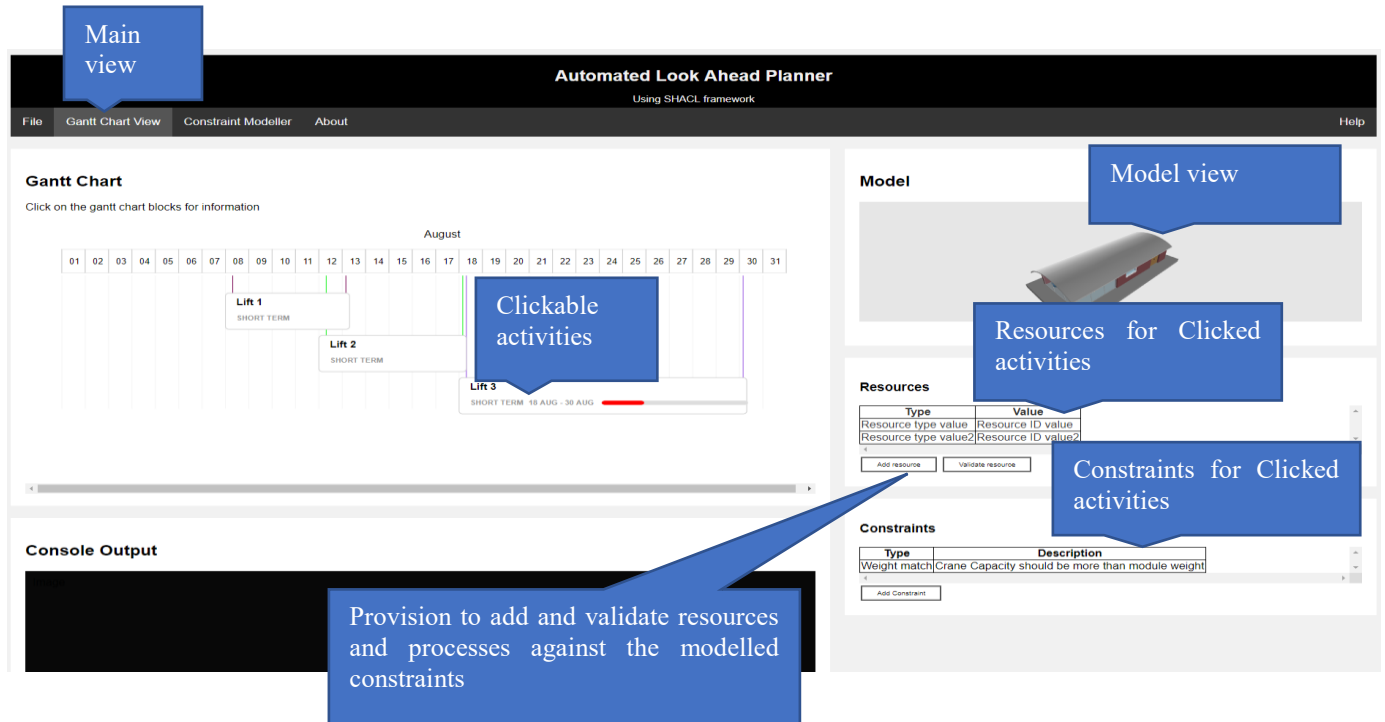 Main
view
Automated Look Ahead Planner
Using SHACL framework
File Gantt Chart View Constraint Modeller About Help
Gantt Chart
Click on the gantt chart blocks for information
August
01 02 03 04 05 06 07 08 09 10 11 12 13 14 15 16 17 18 19 20 21 22 23 24 25 26 27 28 29 30 31
Lift 1
SHORT TERM
Lift 2
SHORT TERM
Lift 3
SHORT TERM 18 AUG - 30 AUG
Clickable
activities
Model
Model view
Resources for Clicked
activities
Resources
Type Value
Resource type value Resource ID value
Resource type value2 Resource ID value2
Add resource Validate resource
Constraints for Clicked
activities
Constraints
Type Description
Weight match Crane Capacity should be more than module weight
Add Constraint
Console Output
Provision to add and validate resources
and processes against the modelled
constraints